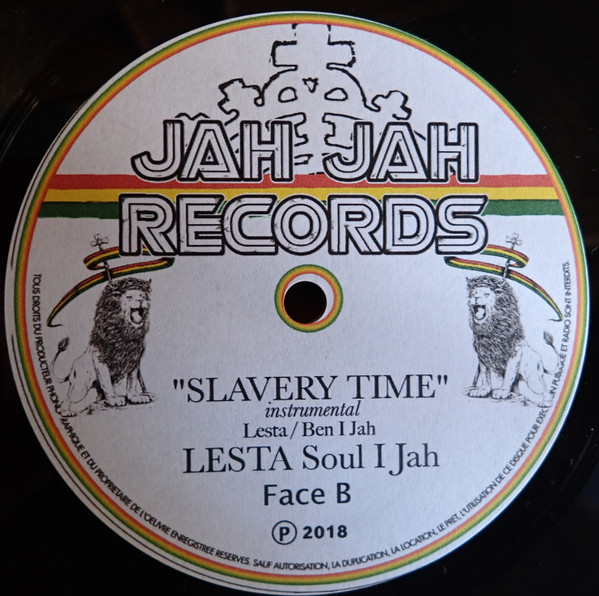 JAH JAH
RECORDS
"SLAVERY TIME"
instrumental
Lesta/Ben I Jah
LESTA Soul I Jah
Face B
Ⓟ 2018
TOUS DROITS DU PRODUCTEUR PHONOGRAPHIQUE ET DU PROPRIETAIRE DE L'OEUVRE ENREGISTREE RESERVES. SAUF AUTORISATION, LA DUPLICATION, LA LOCATION, LE PRET, L'UTILISATION DE CE DISQUE POUR EXECUTION PUBLIQUE ET RADIO SONT INTERDITS.